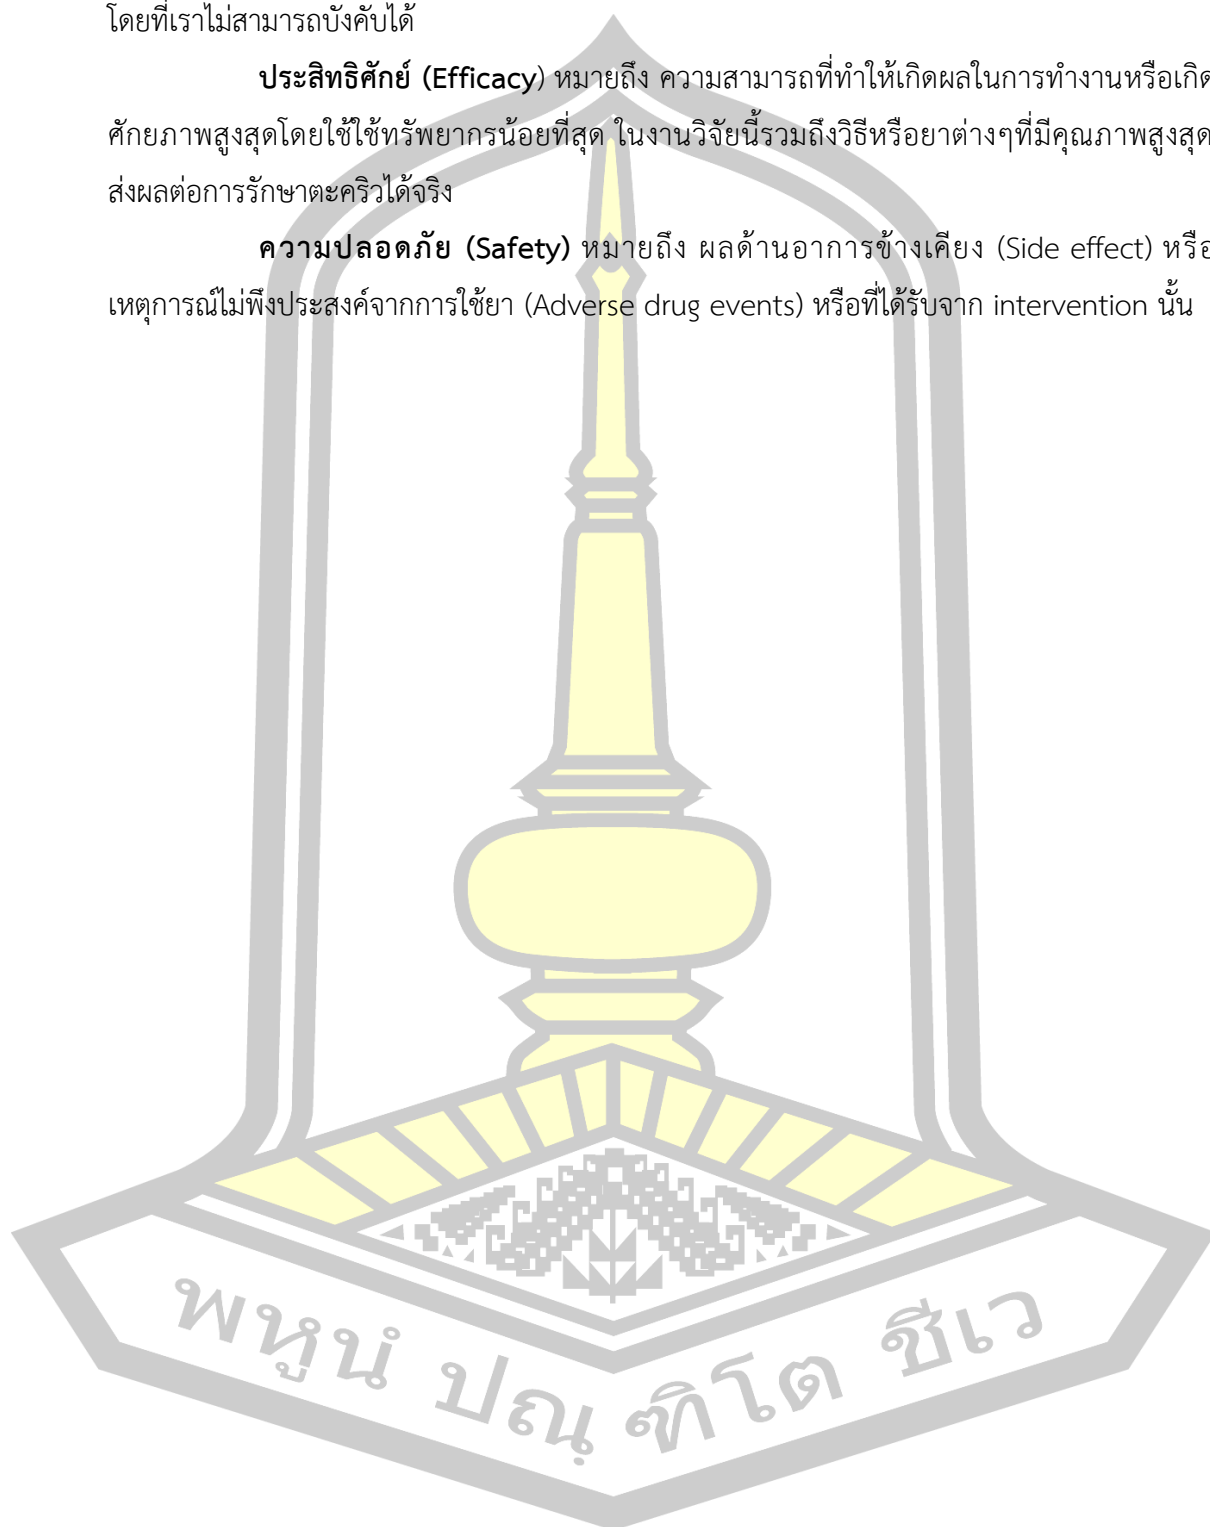 โดยที่เราไม่สามารถบังคับได้
ประสิทธิศักย์ (Efficacy) หมายถึง ความสามารถที่ทำให้เกิดผลในการทำงานหรือเกิด
ศักยภาพสูงสุดโดยใช้ใช้ทรัพยากรน้อยที่สุด ในงานวิจัยนี้รวมถึงวิธีหรือยาต่างๆที่มีคุณภาพสูงสุด
ส่งผลต่อการรักษาตะคริวได้จริง
ความปลอดภัย (Safety) หมายถึง ผลด้านอาการข้างเคียง (Side effect) หรือ
เหตุการณ์ไม่พึงประสงค์จากการใช้ยา (Adverse drug events) หรือที่ได้รับจาก intervention นั้น
พหูนํ ปณฺฑิโต ชีเว